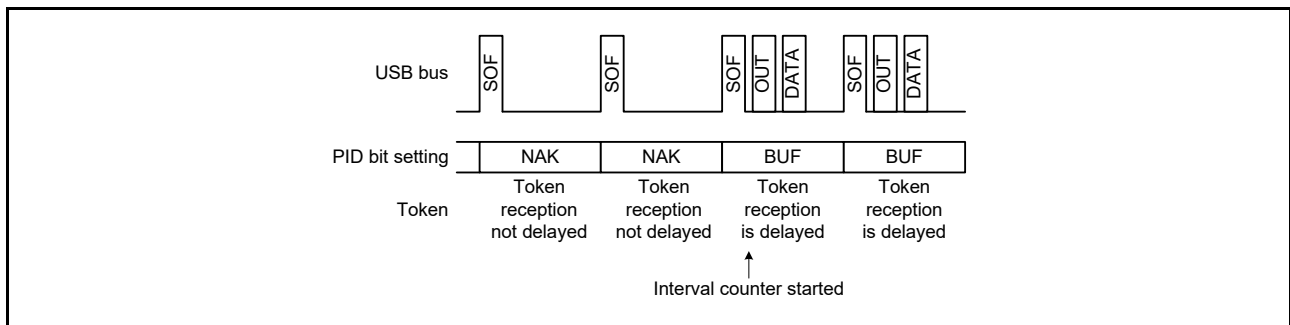 USB bus
SOF
SOF
SOF
OUT
DATA
SOF
OUT
DATA
PID bit setting
NAK
NAK
BUF
BUF
Token
Token
reception
not delayed
Token
reception
not delayed
Token
reception
is delayed
Token
reception
is delayed
Interval counter started